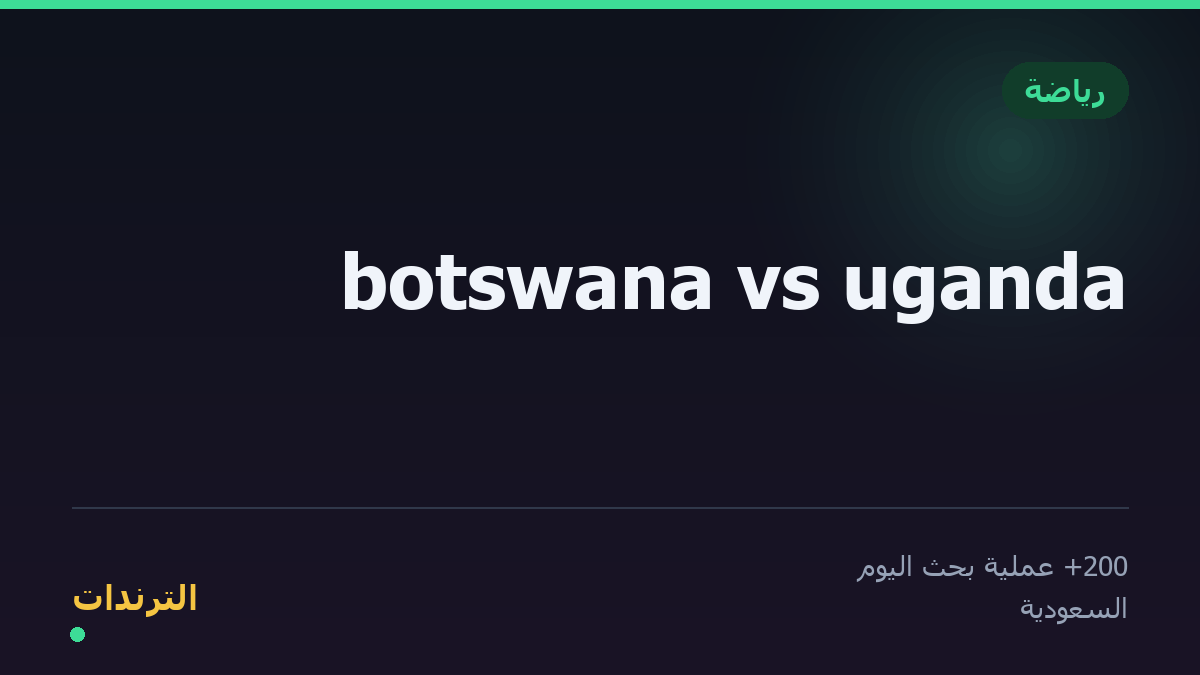 رياضة
botswana vs uganda
200+ عملية بحث اليوم
السعودية
الترندات